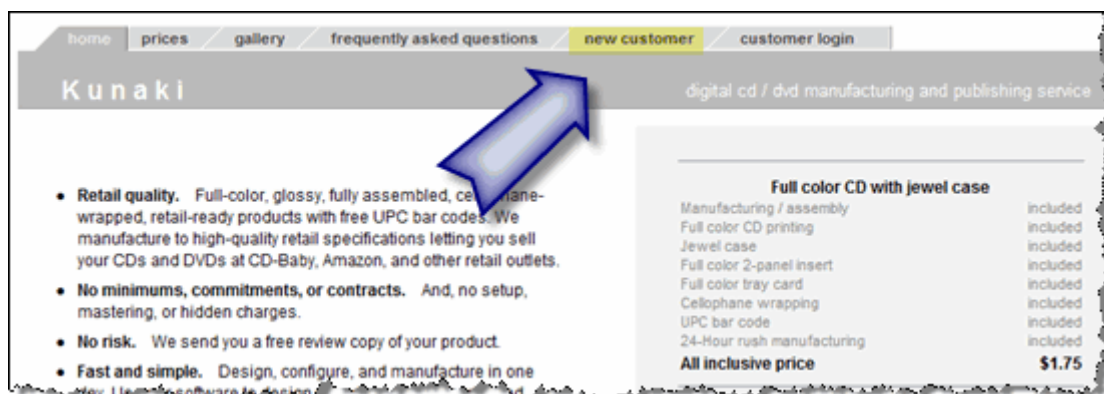 home prices gallery frequently asked questions new customer customer login
Kunaki
digital cd / dvd manufacturing and publishing service
Retail quality. Full-color, glossy, fully assembled,
wrapped, retail-ready products with free UPC bar codes. We
manufacture to high-quality retail specifications letting you sell
your CDs and DVDs at CD-Baby, Amazon, and other retail outlets.
No minimums, commitments, or contracts. And, no setup,
mastering, or hidden charges.
No risk. We send you a free review copy of your product.
Fast and simple. Design, configure, and manufacture in one
Full color CD with jewel case
Manufacturing / assembly included
Full color CD printing included
Jewel case included
Full color 2-panel insert included
Full color tray card included
Cellophane wrapping included
UPC bar code included
24-Hour rush manufacturing included
All inclusive price $1.75